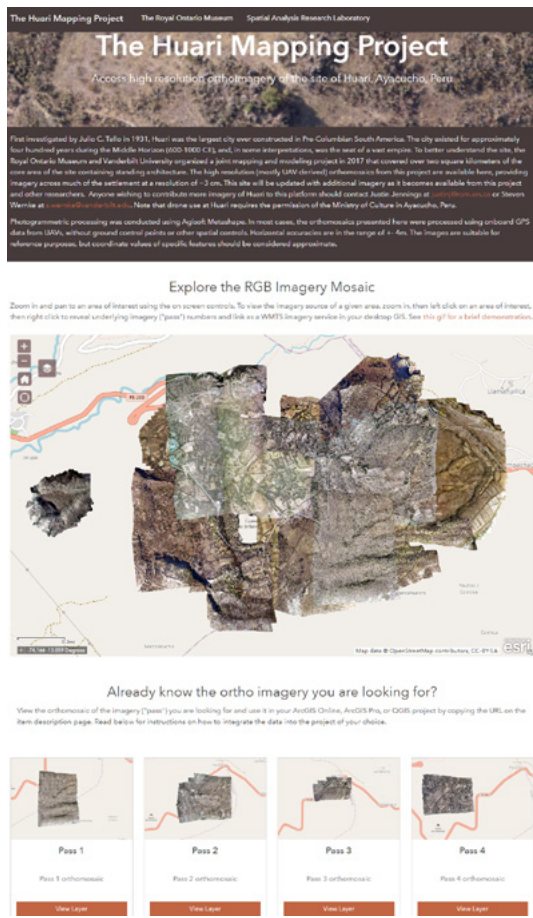 The Huari Mapping Project The Royal Ontario Museum Spatial Analysis Research Laboratory
The Huari Mapping Project
Access high resolution orthoimagery of the site of Huari, Ayacucho, Peru
First investigated by Julio C. Tello in 1931, Huari was the largest city ever constructed in Pre-Columbian South America. The city existed for approximately
four hundred years during the Middle Horizon (600-1000 CE), and, in some interpretations, was the seat of a vast empire. To better understand the site, the
Royal Ontario Museum and Vanderbilt University organized a joint mapping and modeling project in 2017 that covered over two square kilometers of the
core area of the site containing standing architecture. The high resolution (mostly UAV-derived) orthomosaics from this project are available here, providing
imagery across much of the settlement at a resolution of ~3 cm. This site will be updated with additional imagery as it becomes available from this project
and other researchers. Anyone wishing to contribute more imagery of Huari to this platform should contact Justin Jennings at or Steven
Wernke at Note that drone use at Huari requires the permission of the Ministry of Culture in Ayacucho, Peru.
Photogrammetric processing was conducted using Agisoft Metashape. In most cases, the orthomosaics presented here were processed using onboard GPS
data from UAVs, without ground control points or other spatial controls. Horizontal accuracies are in the range of +- 4m. The images are suitable for
reference purposes, but coordinate values of specific features should be considered approximate.
Explore the RGB Imagery Mosaic
Zoom in and pan to an area of interest using the on screen controls. To view the imagery source of a given area, zoom in, then left click on an area of interest,
then right click to reveal underlying imagery ("pass") numbers and link as a WMTS imagery service in your desktop GIS. See this gif for a brief demonstration.
Map data © OpenStreetMap contributors, CC-BY-SA
esri
Already know the ortho imagery you are looking for?
View the orthomosaic of the imagery ("pass") you are looking for and use it in your ArcGIS Online, ArcGIS Pro, or QGIS project by copying the URL on the
item description page. Read below for instructions on how to integrate the data into the project of your choice.
Pass 1 Pass 2 Pass 3 Pass 4
Pass 1 orthomosaic Pass 2 orthomosaic Pass 3 orthomosaic Pass 4 orthomosaic
View Layer View Layer View Layer View Layer